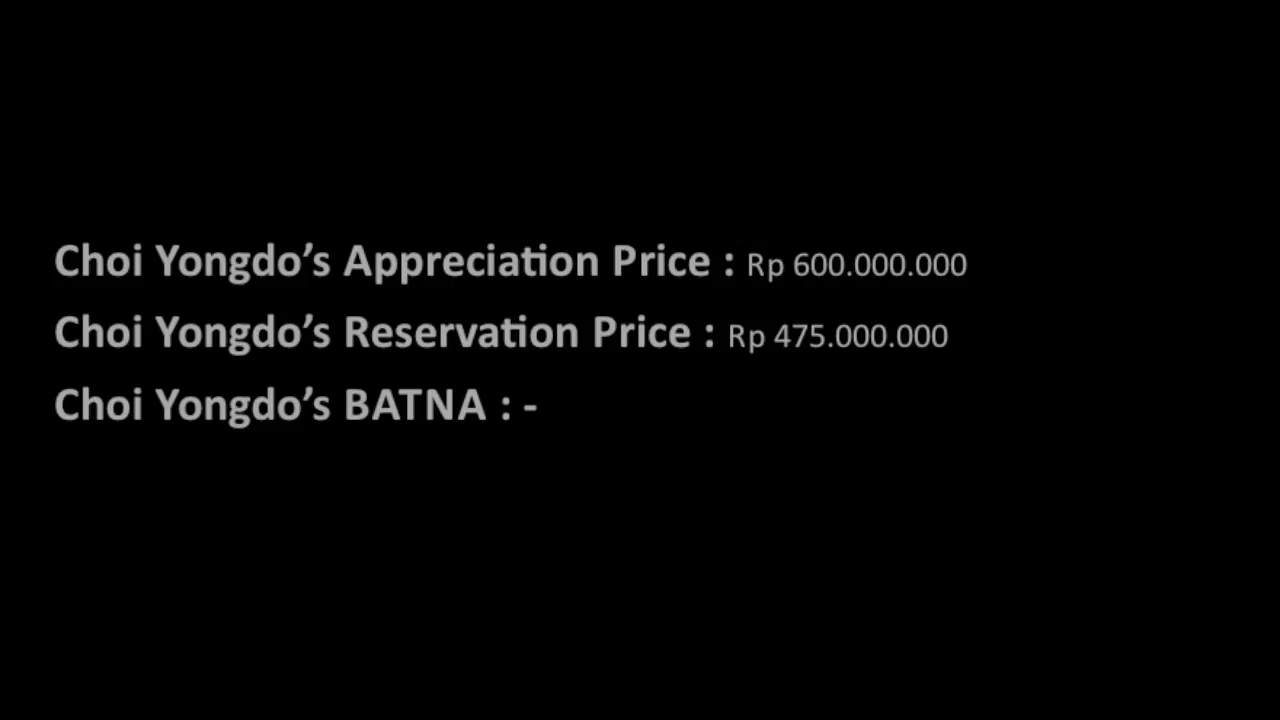 Choi Yongdo’s Appreciation Price : Rp 600.000.000
Choi Yongdo’s Reservation Price : Rp 475.000.000
Choi Yongdo’s BATNA : -